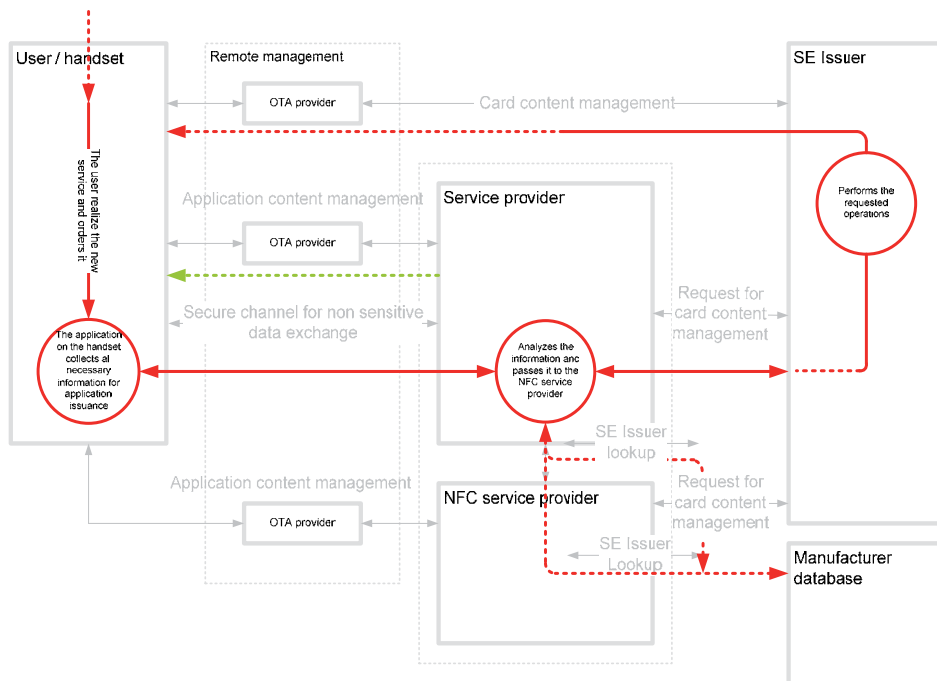 User / handset
Remote management
SE Issuer
OTA provider
Card content management
The user realize the new
service and orders it
Performs the
requested
operations
Application content management
Service provider
OTA provider
Secure channel for non sensitive
data exchange
Request for
card content
management
The application
on the handset
collects al
necessary
information for
application
issuance
Analyzes the
information anc
passes it to the
NFC service
provider
SE Issuer
lookup
Application content management
NFC service provider
Request for
card content
management
OTA provider
SE Issuer
Lookup
Manufacturer
database